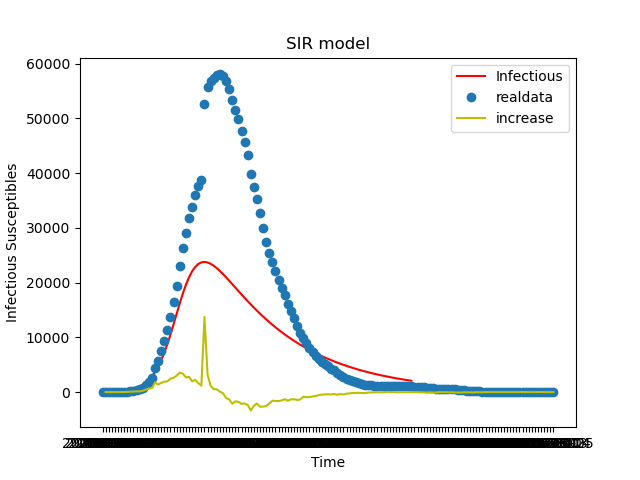 SIR model
60000
50000
40000
30000
20000
10000
0
Infectious Susceptibles
Infectious
realdata
increase
Time